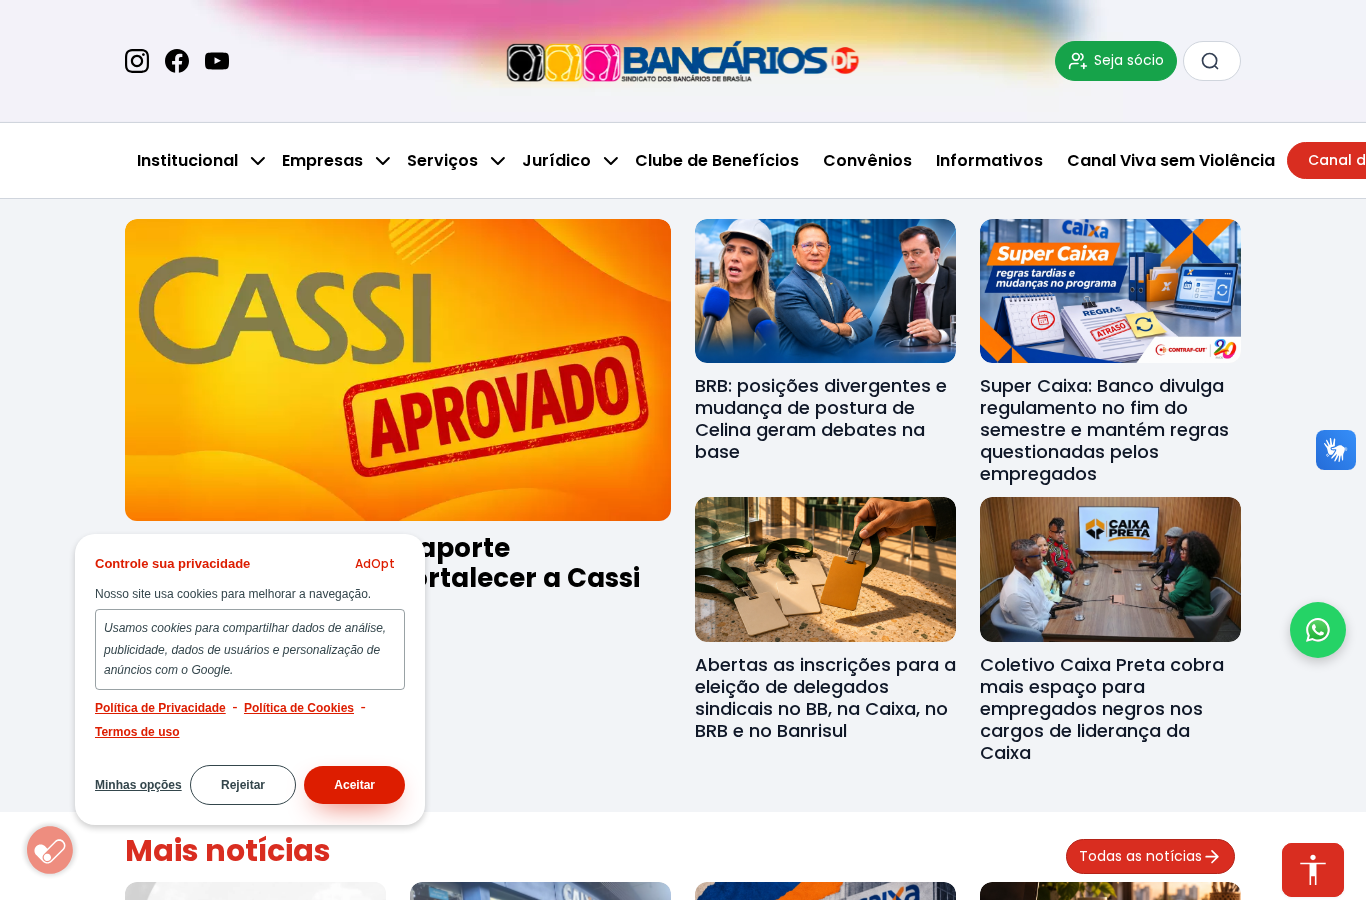 BANCÁRIOS DF
SINDICATO DOS BANCÁRIOS DE BRASÍLIA
Seja sócio
Institucional
Empresas
Serviços
Jurídico
Clube de Benefícios
Convênios
Informativos
Canal Viva sem Violência
Canal d
CASSI
APROVADO
aporte
ortalecer a Cassi
BRB: posições divergentes e
mudança de postura de
Celina geram debates na
base
CAIXA
Super Caixa
regras tardias e
mudanças no programa
REGRAS
ATRASO
CONTRAF-CUT
20
Super Caixa: Banco divulga
regulamento no fim do
semestre e mantém regras
questionadas pelos
empregados
Abertas as inscrições para a
eleição de delegados
sindicais no BB, na Caixa, no
BRB e no Banrisul
CAIXA
PRETA
Coletivo Caixa Preta cobra
mais espaço para
empregados negros nos
cargos de liderança da
Caixa
Controle sua privacidade
AdOpt
Nosso site usa cookies para melhorar a navegação.
Usamos cookies para compartilhar dados de análise,
publicidade, dados de usuários e personalização de
anúncios com o Google.
Política de Privacidade - Política de Cookies -
Termos de uso
Minhas opções
Rejeitar
Aceitar
Mais notícias
Todas as notícias